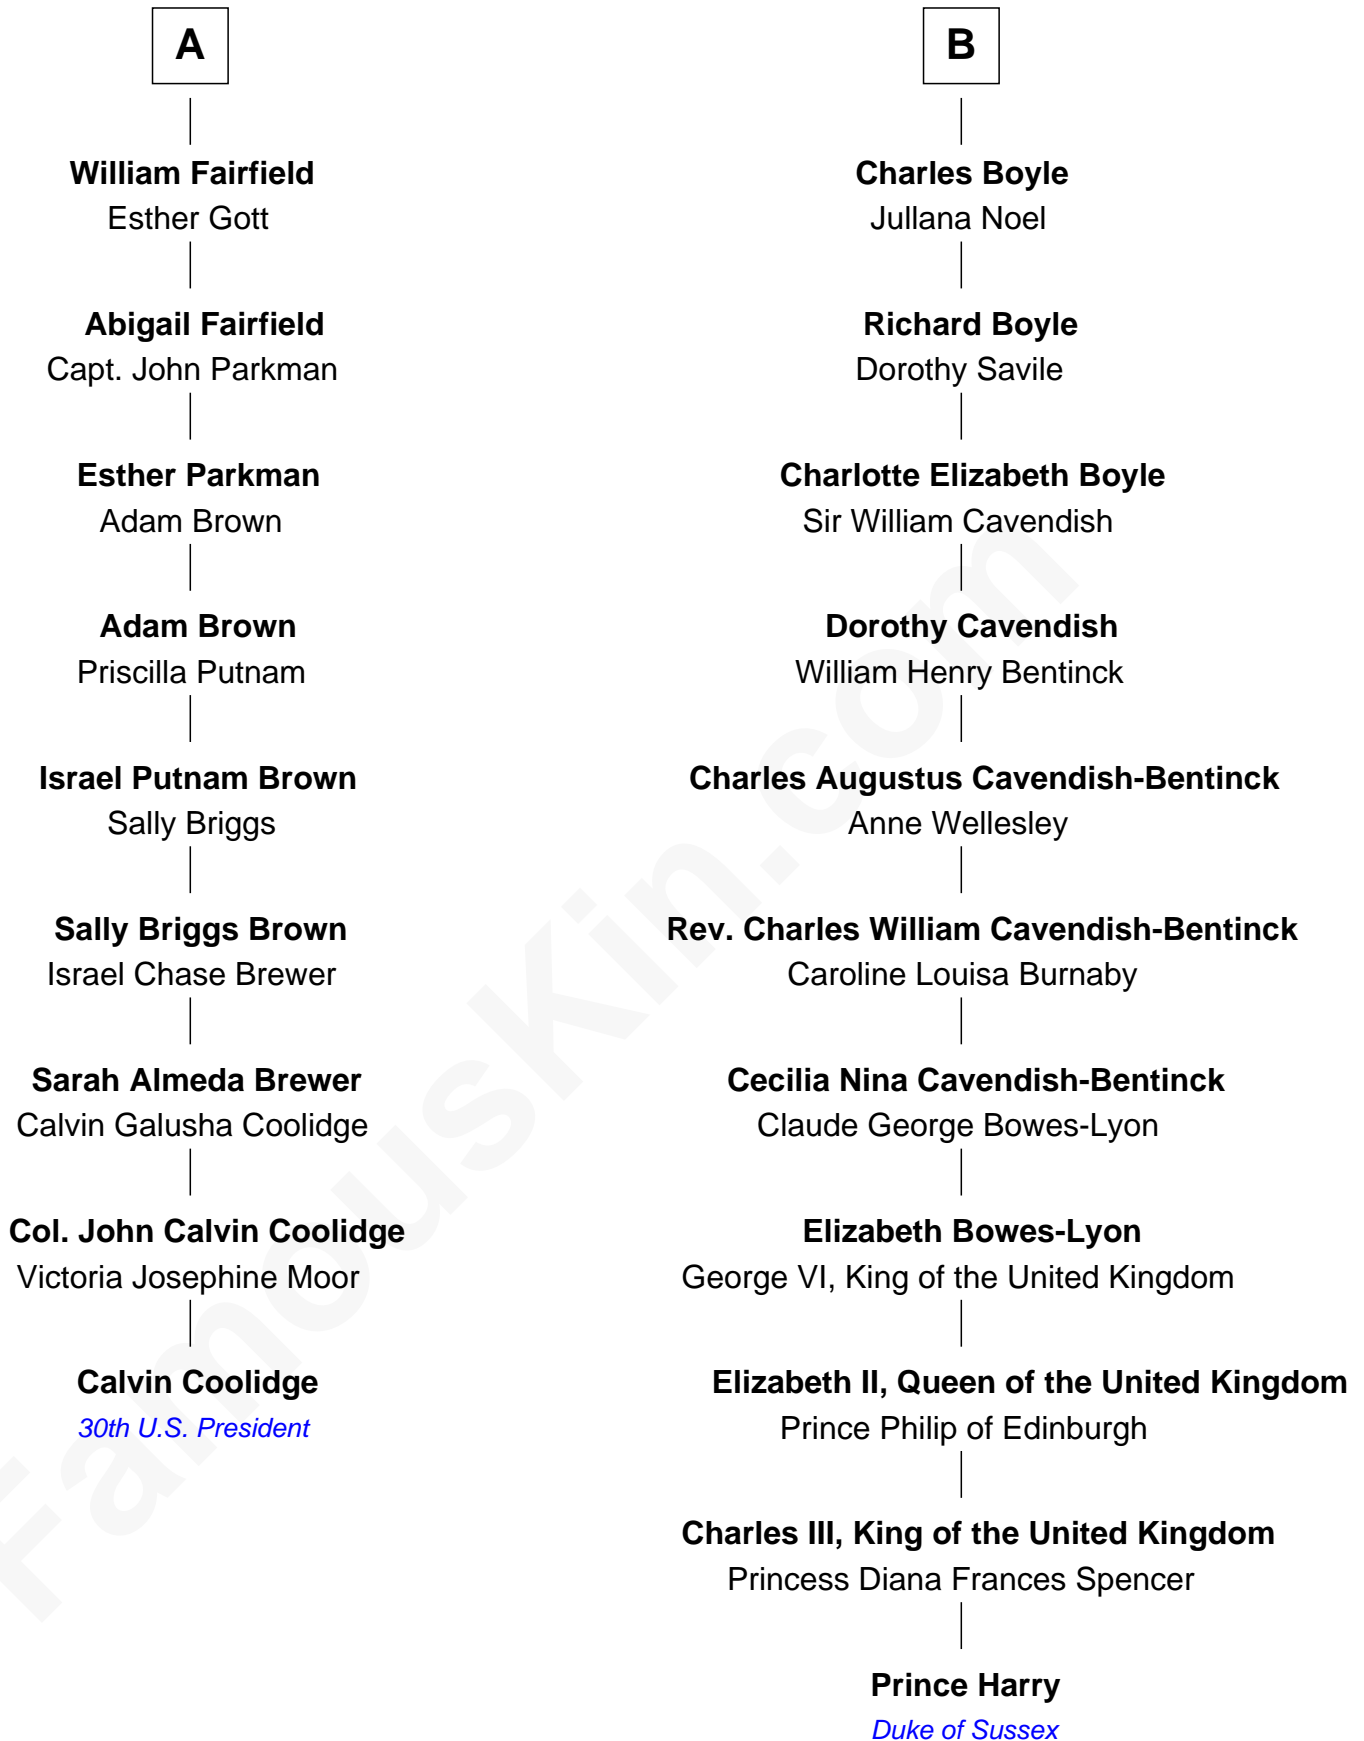 A
William Fairfield
Esther Gott
Abigail Fairfield
Capt. John Parkman
Esther Parkman
Adam Brown
Adam Brown
Priscilla Putnam
Israel Putnam Brown
Sally Briggs
Sally Briggs Brown
Israel Chase Brewer
Sarah Almeda Brewer
Calvin Galusha Coolidge
Col. John Calvin Coolidge
Victoria Josephine Moor
Calvin Coolidge
30th U.S. President
B
Charles Boyle
Jullana Noel
Richard Boyle
Dorothy Savile
Charlotte Elizabeth Boyle
Sir William Cavendish
Dorothy Cavendish
William Henry Bentinck
Charles Augustus Cavendish-Bentinck
Anne Wellesley
Rev. Charles William Cavendish-Bentinck
Caroline Louisa Burnaby
Cecilia Nina Cavendish-Bentinck
Claude George Bowes-Lyon
Elizabeth Bowes-Lyon
George VI, King of the United Kingdom
Elizabeth II, Queen of the United Kingdom
Prince Philip of Edinburgh
Charles III, King of the United Kingdom
Princess Diana Frances Spencer
Prince Harry
Duke of Sussex
FamousKin.com